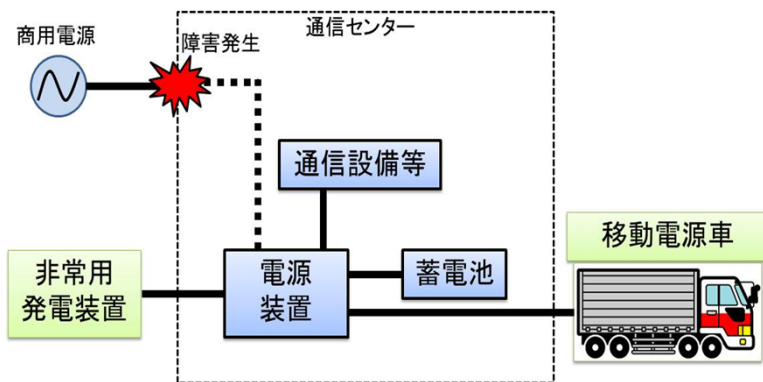 通信センター
商用電源
障害発生
通信設備等
移動電源車
非常用
発電装置
電源
装置
蓄電池